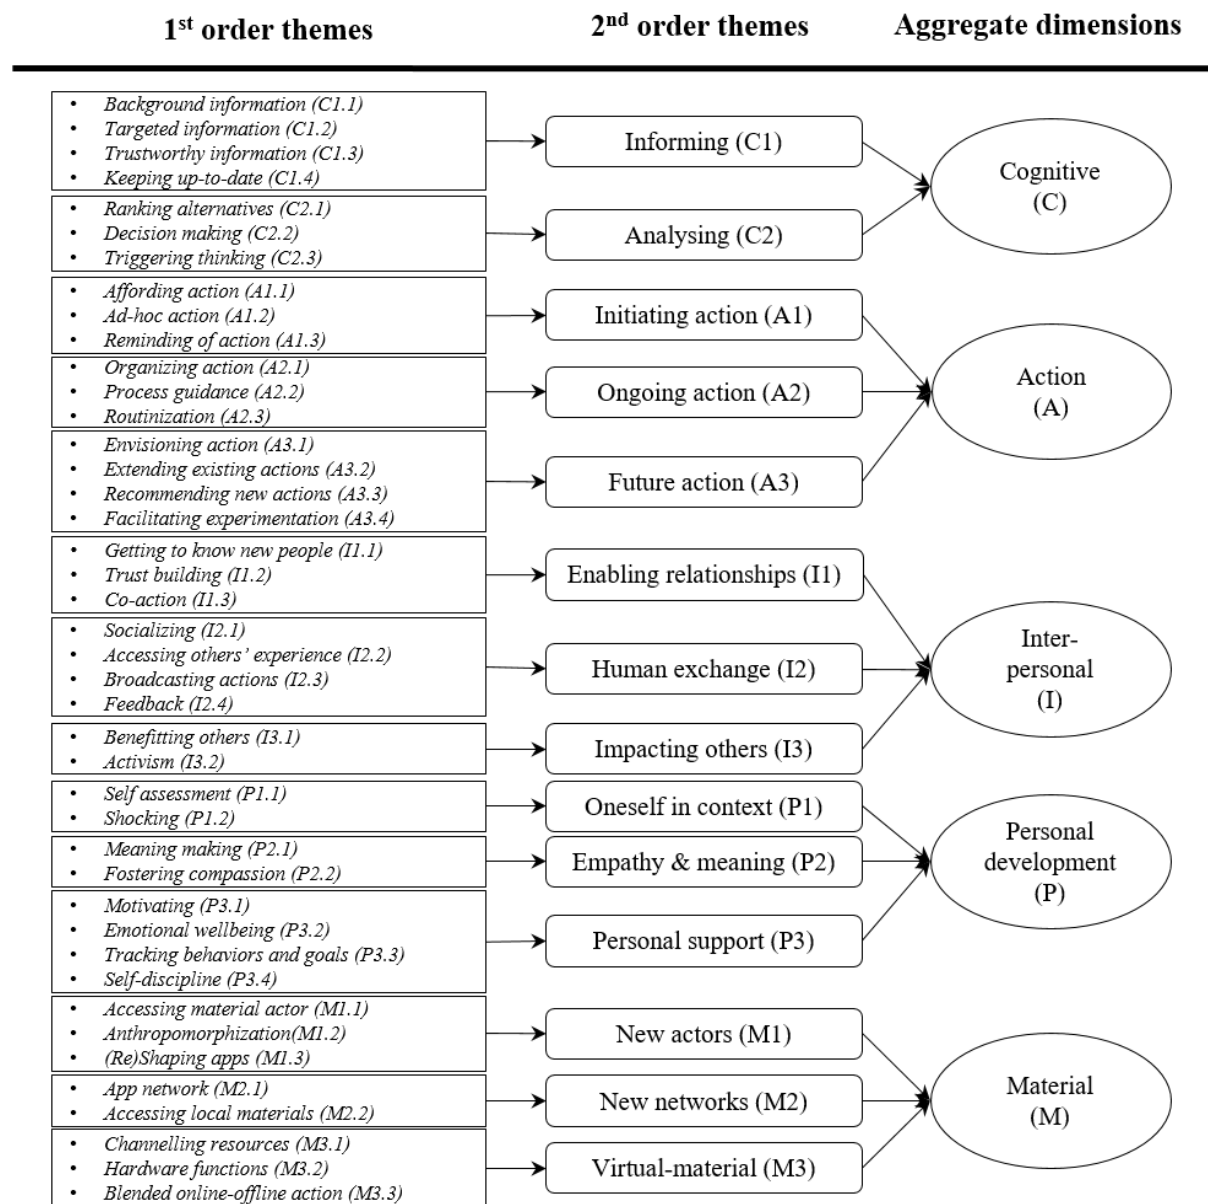 1st order themes
2nd order themes
Aggregate dimensions
• Background information (C1.1)
• Targeted information (C1.2)
• Trustworthy information (C1.3)
• Keeping up-to-date (C1.4)
Informing (C1)
• Ranking alternatives (C2.1)
• Decision making (C2.2)
• Triggering thinking (C2.3)
Analysing (C2)
Cognitive
(C)
• Affording action (A1.1)
• Ad-hoc action (A1.2)
• Reminding of action (A1.3)
Initiating action (A1)
• Organizing action (A2.1)
• Process guidance (A2.2)
• Routinization (A2.3)
Ongoing action (A2)
• Envisioning action (A3.1)
• Extending existing actions (A3.2)
• Recommending new actions (A3.3)
• Facilitating experimentation (A3.4)
Future action (A3)
Action
(A)
• Getting to know new people (I1.1)
• Trust building (I1.2)
• Co-action (I1.3)
Enabling relationships (I1)
• Socializing (I2.1)
• Accessing others’ experience (I2.2)
• Broadcasting actions (I2.3)
• Feedback (I2.4)
Human exchange (I2)
• Benefitting others (I3.1)
• Activism (I3.2)
Impacting others (I3)
Inter-
personal
(I)
• Self assessment (P1.1)
• Shocking (P1.2)
Oneself in context (P1)
• Meaning making (P2.1)
• Fostering compassion (P2.2)
Empathy & meaning (P2)
• Motivating (P3.1)
• Emotional wellbeing (P3.2)
• Tracking behaviors and goals (P3.3)
• Self-discipline (P3.4)
Personal support (P3)
Personal
development
(P)
• Accessing material actor (M1.1)
• Anthropomorphization(M1.2)
• (Re)Shaping apps (M1.3)
New actors (M1)
• App network (M2.1)
• Accessing local materials (M2.2)
New networks (M2)
• Channelling resources (M3.1)
• Hardware functions (M3.2)
• Blended online-offline action (M3.3)
Virtual-material (M3)
Material
(M)